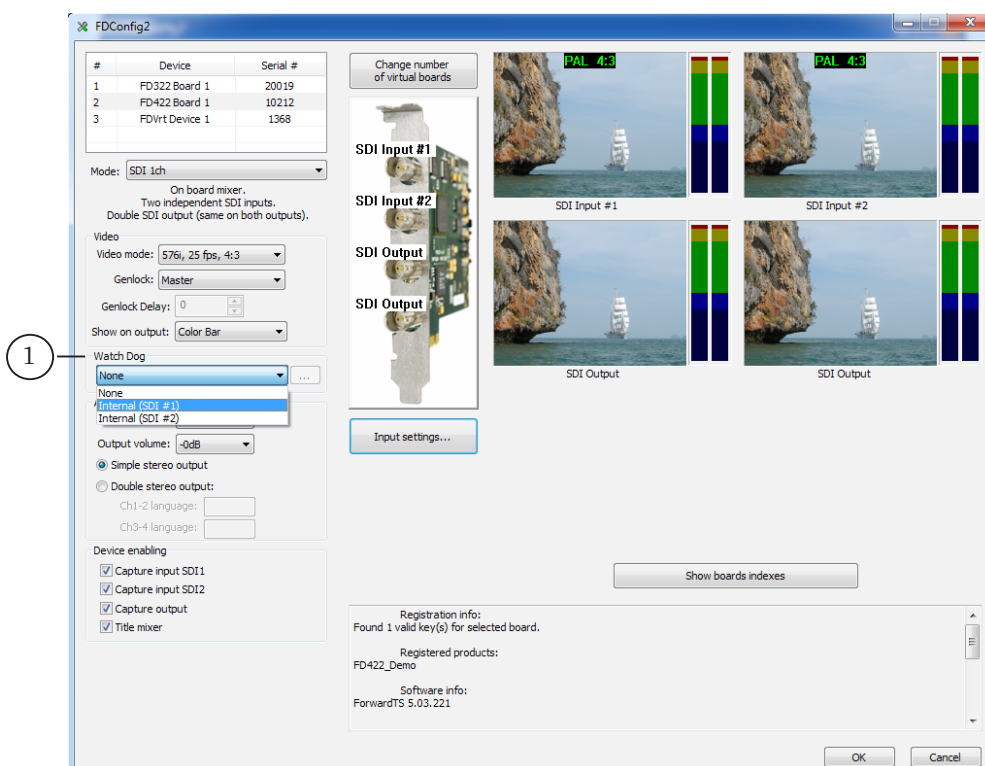 FDConfig2
# Device Serial #
1 FD322 Board 1 20019
2 FD422 Board 1 10212
3 FDVrt Device 1 1368
Mode: SDI 1ch
On board mixer.
Two independent SDI inputs.
Double SDI output (same on both outputs).
Video
Video mode: 576i, 25 fps, 4:3
Genlock: Master
Genlock Delay: 0
Show on output: Color Bar
1
Watch Dog
None
...
None
Internal (SDI #1)
Internal (SDI #2)
Output volume: -0dB
Simple stereo output
Double stereo output:
Ch1-2 language:
Ch3-4 language:
Device enabling
Capture input SDI1
Capture input SDI2
Capture output
Title mixer
Change number
of virtual boards
SDI Input #1
SDI Input #2
SDI Output
SDI Output
Input settings...
PAL 4:3
SDI Input #1
PAL 4:3
SDI Input #2
SDI Output
SDI Output
Show boards indexes
Registration info:
Found 1 valid key(s) for selected board.
Registered products:
FD422_Demo
Software info:
ForwardTS 5.03.221
OK
Cancel